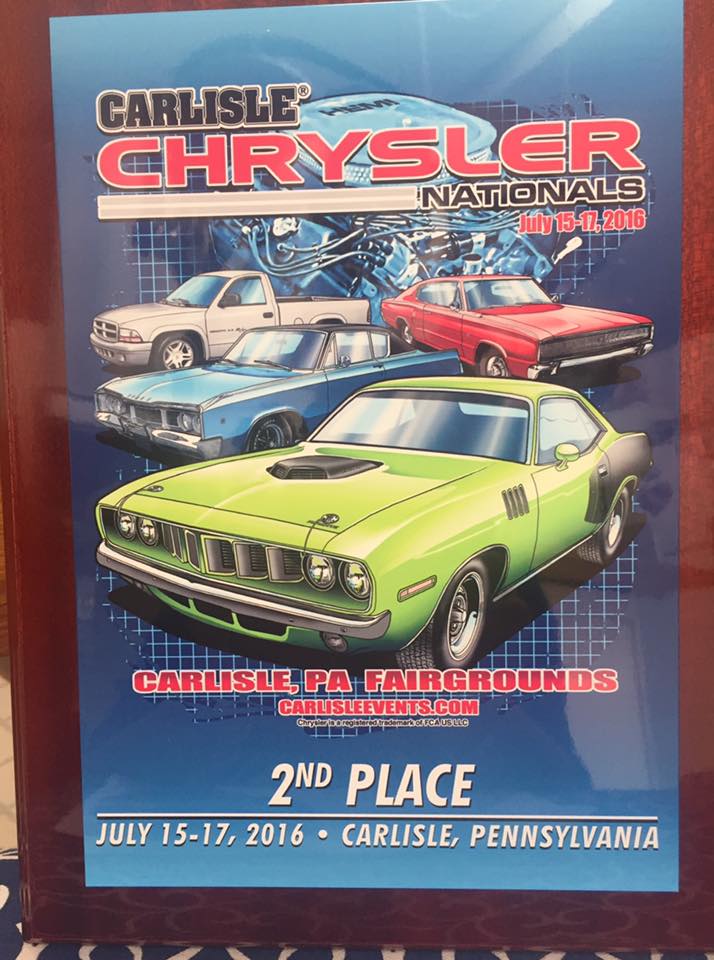 CARLISLE®
HEMI
CHRYSLER
NATIONALS
July 15-17, 2016
CARLISLE, PA FAIRGROUNDS
CARLISLEEVENTS.COM
Chrysler is a registered trademark of FCA US LLC
2ND PLACE
JULY 15-17, 2016 • CARLISLE, PENNSYLVANIA